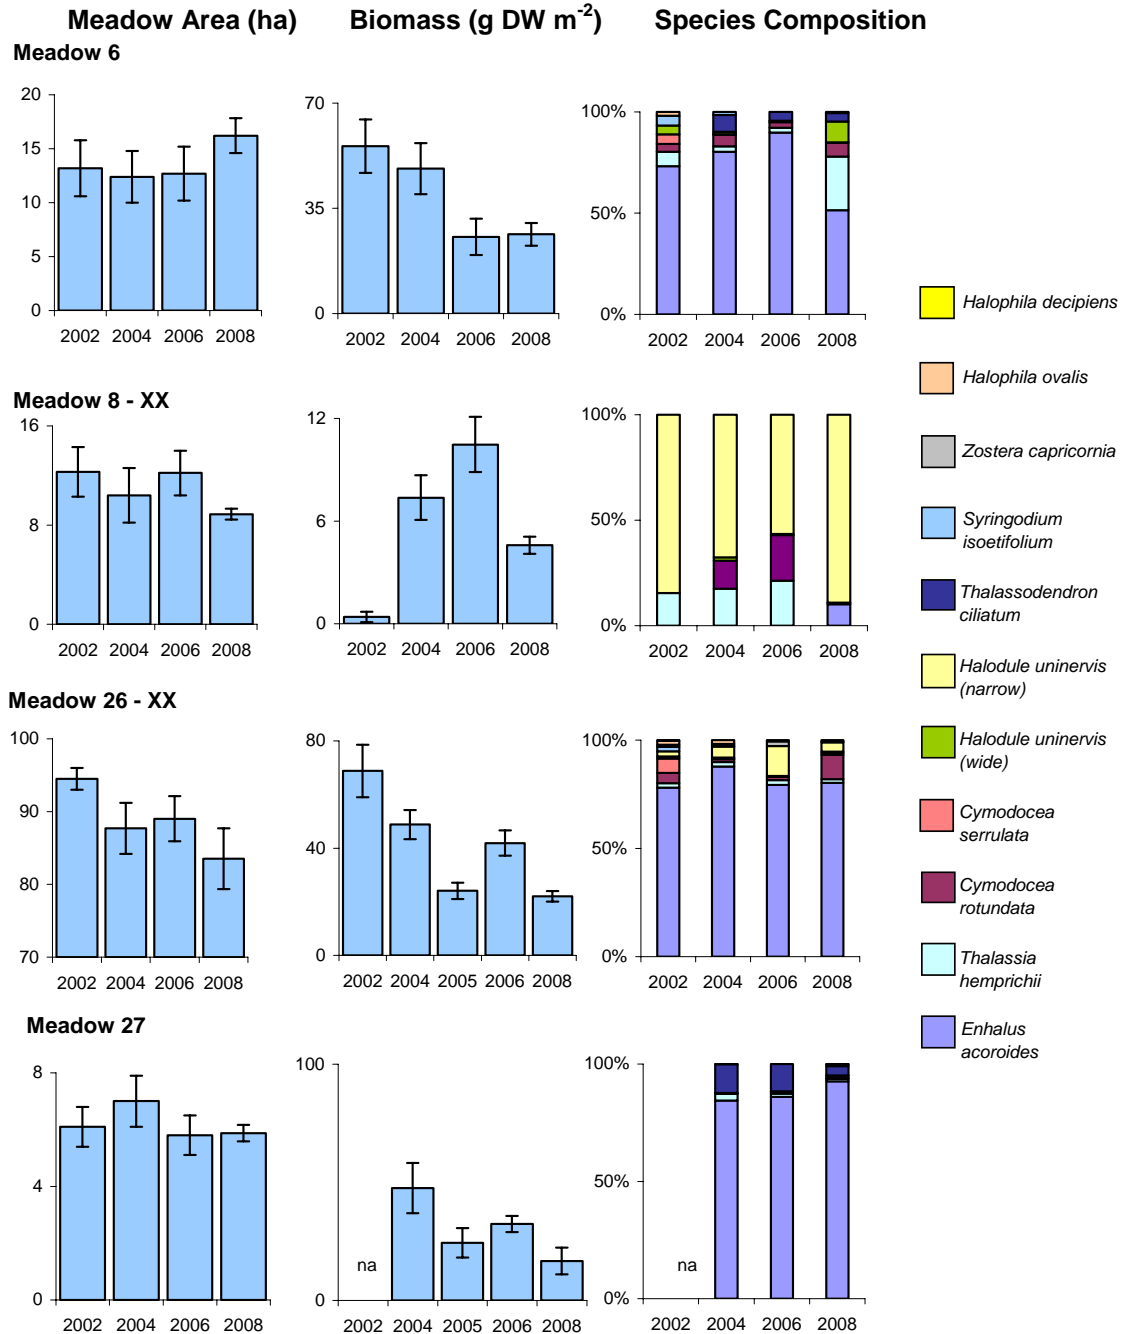 Meadow Area (ha) Biomass (g DW m-2) Species Composition
Meadow 6
20
15
10
5
0
2002 2004 2006 2008
70
35
0
2002 2004 2006 2008
100%
50%
0%
2002 2004 2006 2008
Meadow 8 - XX
16
8
0
2002 2004 2006 2008
12
6
0
2002 2004 2006 2008
100%
50%
0%
2002 2004 2006 2008
Meadow 26 - XX
100
90
80
70
2002 2004 2006 2008
80
40
0
2002 2004 2005 2006 2008
100%
50%
0%
2002 2004 2006 2008
Meadow 27
8
4
0
2002 2004 2006 2008
100
0
na
2002 2004 2005 2006 2008
100%
50%
0%
na
2002 2004 2006 2008
Halophila decipiens
Halophila ovalis
Zostera capricornia
Syringodium
isoetifolium
Thalassodendron
ciliatum
Halodule uninervis
(narrow)
Halodule uninervis
(wide)
Cymodocea
serrulata
Cymodocea
rotundata
Thalassia
hemprichii
Enhalus
acoroides